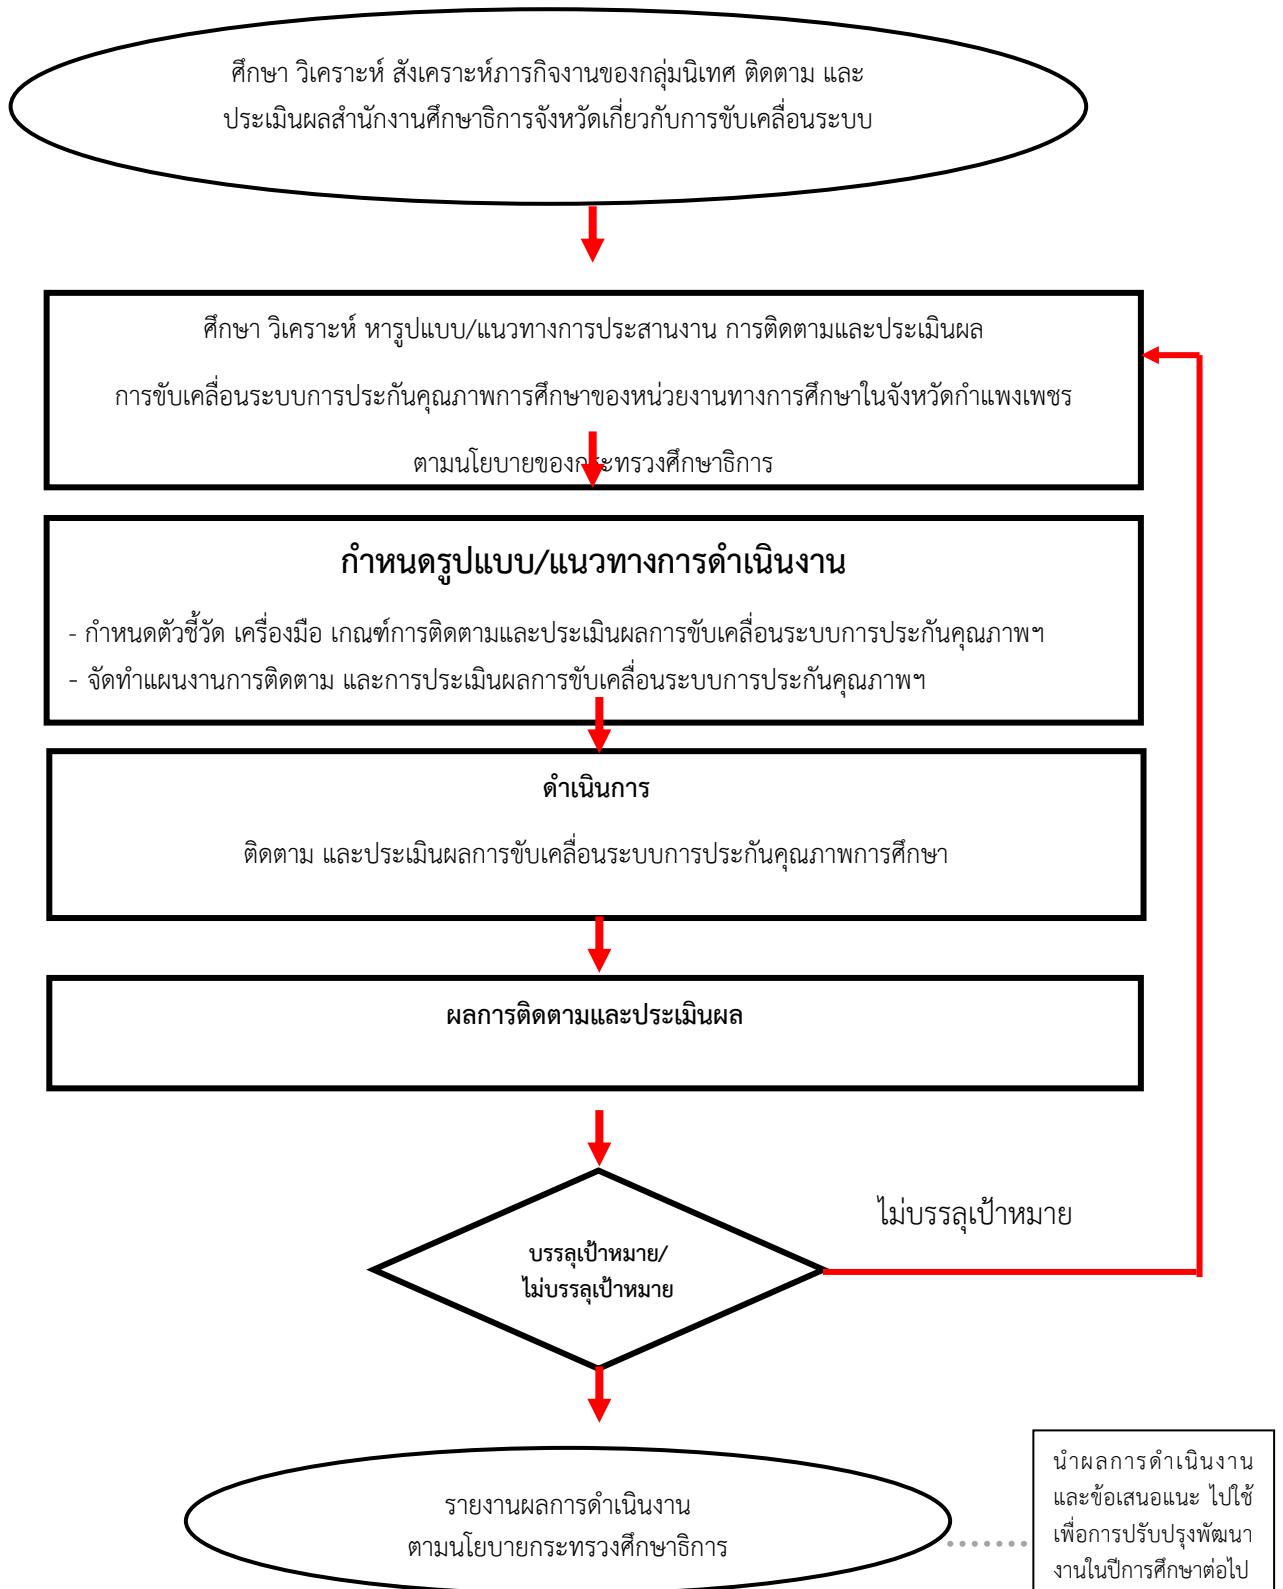 ศึกษา วิเคราะห์ สังเคราะห์ภารกิจงานของกลุ่มนิเทศ ติดตาม และ
ประเมินผลสำนักงานศึกษาธิการจังหวัดเกี่ยวกับการขับเคลื่อนระบบ
ศึกษา วิเคราะห์ หารูปแบบ/แนวทางการประสานงาน การติดตามและประเมินผล
การขับเคลื่อนระบบการประกันคุณภาพการศึกษาของหน่วยงานทางการศึกษาในจังหวัดกำแพงเพชร
ตามนโยบายของกระทรวงศึกษาธิการ
กำหนดรูปแบบ/แนวทางการดำเนินงาน
- กำหนดตัวชี้วัด เครื่องมือ เกณฑ์การติดตามและประเมินผลการขับเคลื่อนระบบการประกันคุณภาพฯ
- จัดทำแผนงานการติดตาม และการประเมินผลการขับเคลื่อนระบบการประกันคุณภาพฯ
ดำเนินการ
ติดตาม และประเมินผลการขับเคลื่อนระบบการประกันคุณภาพการศึกษา
ผลการติดตามและประเมินผล
ไม่บรรลุเป้าหมาย
บรรลุเป้าหมาย/
ไม่บรรลุเป้าหมาย
รายงานผลการดำเนินงาน
ตามนโยบายกระทรวงศึกษาธิการ
นำผลการดำเนินงาน
และข้อเสนอแนะ ไปใช้
เพื่อการปรับปรุงพัฒนา
งานในปีการศึกษาต่อไป